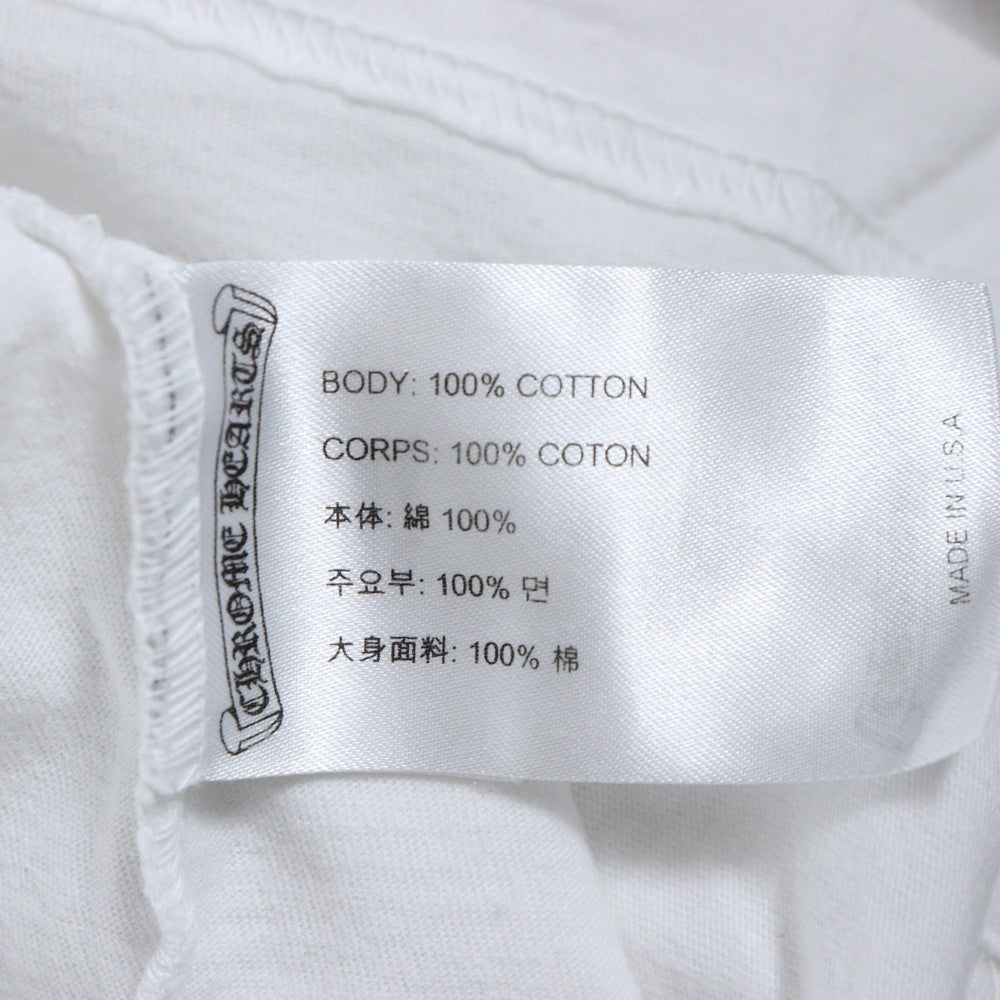 CHROME HEARTS
BODY: 100% COTTON
CORPS: 100% COTON
本体: 綿 100%
주요부: 100% 면
大身面料: 100% 棉
MADE IN U.S.A